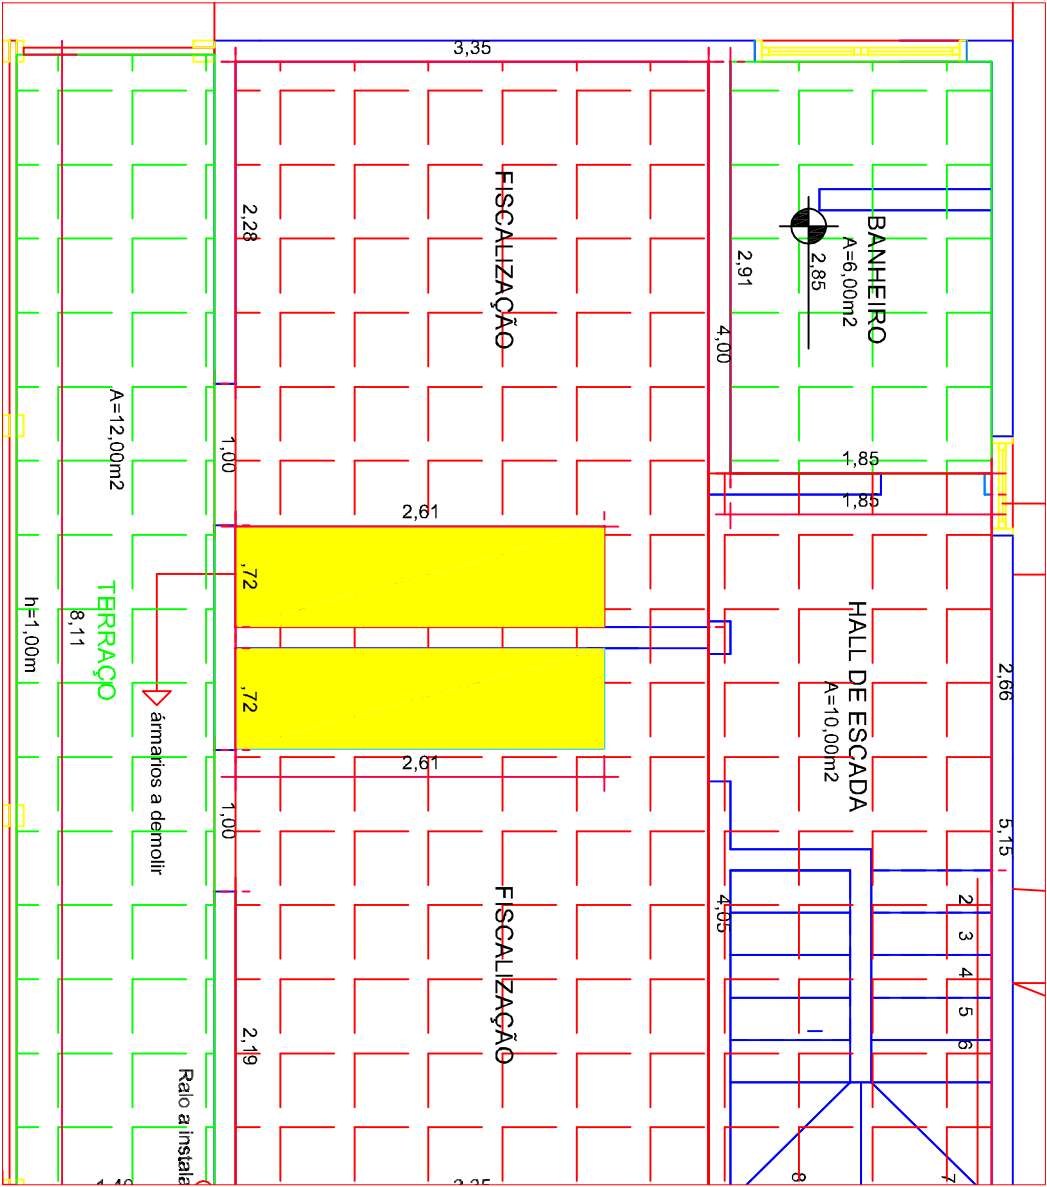 3,35
FISCALIZAÇÃO
2,28
BANHEIRO
A=6,00m2
2,85
2,91
4,00
1,00
1,85
1,85
A=12,00m2
2,61
,72
TERRAÇO
8,11
h=1,00m
HALL DE ESCADA
A=10,00m2
2,66
,72
ármarios a demolir
2,61
1,00
5,15
FISCALIZAÇÃO
4,05
2
3
4
5
6
2,19
Ralo a instala
7
8